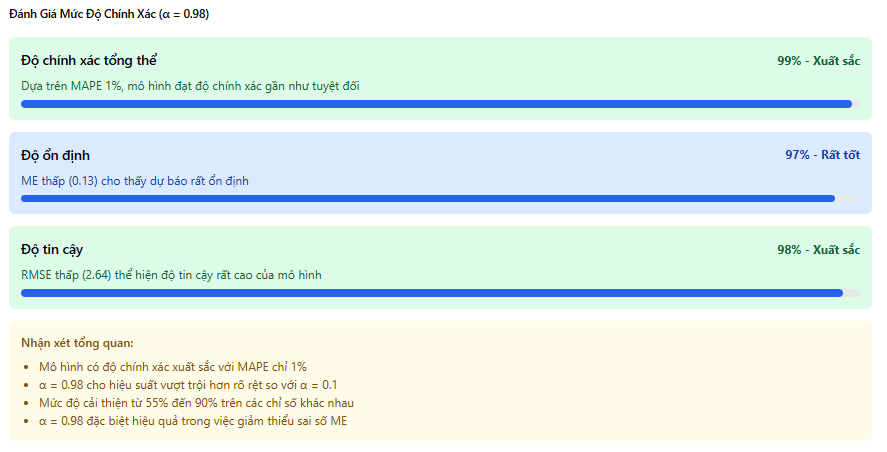 Đánh Giá Mức Độ Chính Xác (α = 0.98)
Độ chính xác tổng thể
99% - Xuất sắc
Dựa trên MAPE 1%, mô hình đạt độ chính xác gần như tuyệt đối
Độ ổn định
97% - Rất tốt
ME thấp (0.13) cho thấy dự báo rất ổn định
Độ tin cậy
98% - Xuất sắc
RMSE thấp (2.64) thể hiện độ tin cậy rất cao của mô hình
Nhận xét tổng quan:
• Mô hình có độ chính xác xuất sắc với MAPE chỉ 1%
• α = 0.98 cho hiệu suất vượt trội hơn rõ rệt so với α = 0.1
• Mức độ cải thiện từ 55% đến 90% trên các chỉ số khác nhau
• α = 0.98 đặc biệt hiệu quả trong việc giảm thiểu sai số ME